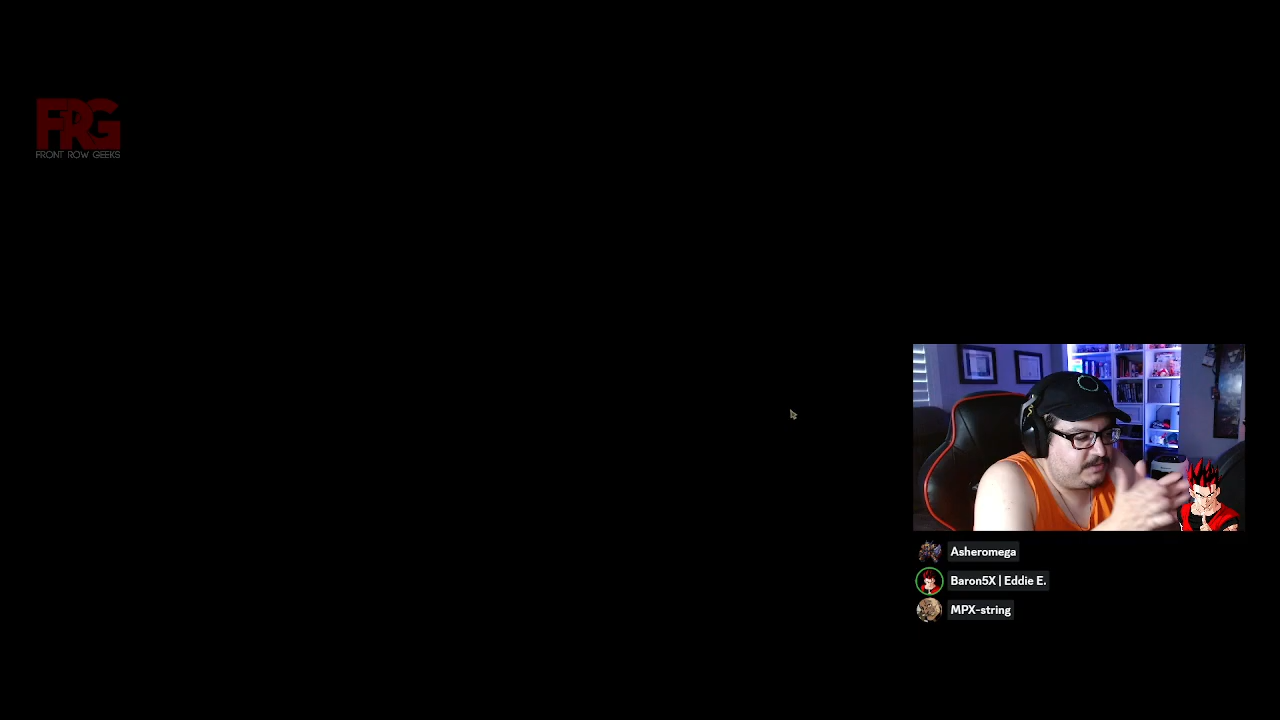 FRG
FRONT ROW GEEKS
Asheromega
Baron5X | Eddie E.
MPX-string